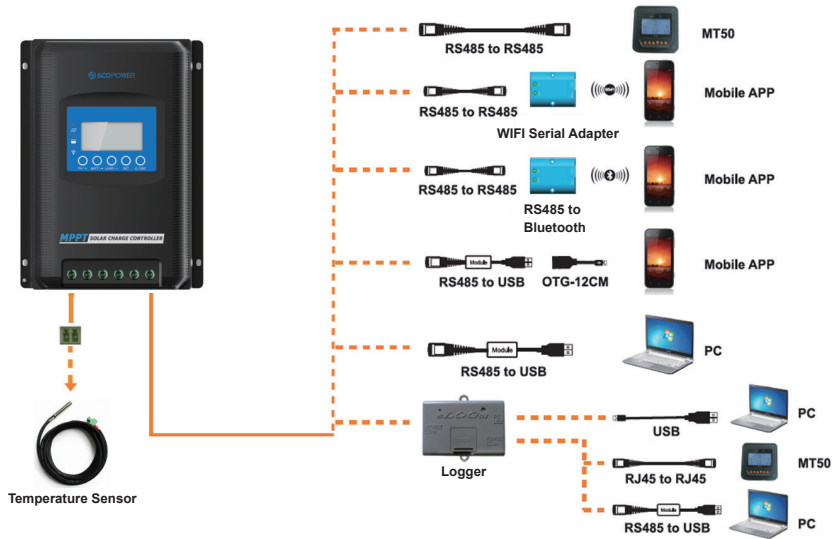 ACOPOWER
MPPT SOLAR CHARGE CONTROLLER
Temperature Sensor
RS485 to RS485
MT50
RS485 to RS485
WIFI Serial Adapter
Mobile APP
RS485 to RS485
RS485 to
Bluetooth
Mobile APP
Module
RS485 to USB
OTG-12CM
Mobile APP
Module
RS485 to USB
PC
eLOG01
Logger
USB
PC
RJ45 to RJ45
MT50
Module
RS485 to USB
PC